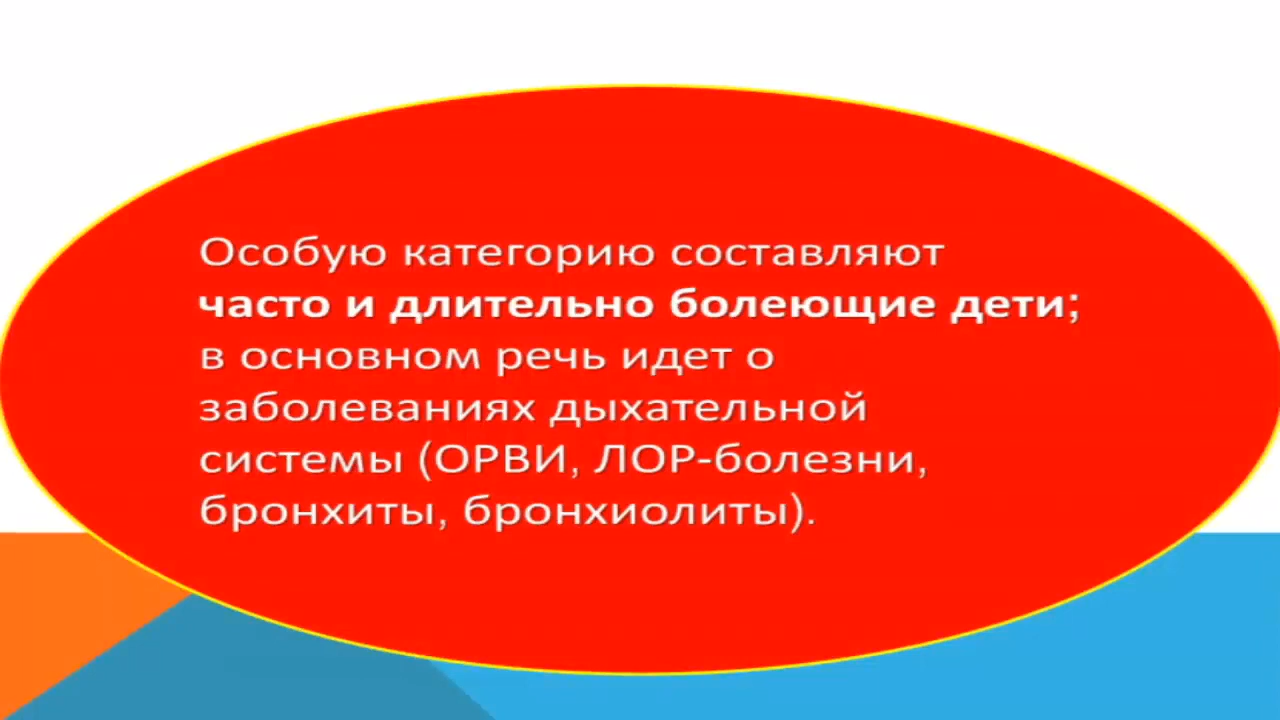 Особую категорию составляют
часто и длительно болеющие дети;
в основном речь идет о
заболеваниях дыхательной
системы (ОРВИ, ЛОР-болезни,
бронхиты, бронхиолиты).